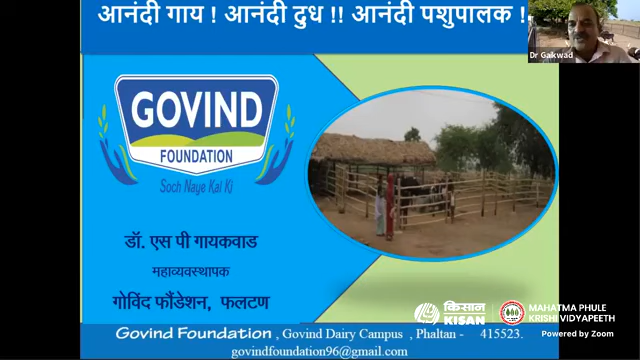 आनंदी गाय ! आनंदी दुध !! आनंदी पशुपालक !
Dr Gaikwad
GOVIND
FOUNDATION
Soch Naye Kal Ki
डॉ. एस पी गायकवाड
महाव्यवस्थापक
गोविंद फौंडेशन, फलटण
किसान
KISAN
MAHATMA PHULE
KRISHI VIDYAPEETH
Powered by Zoom
Govind Foundation , Govind Dairy Campus , Phaltan - 415523.
govindfoundation96@gmail.com